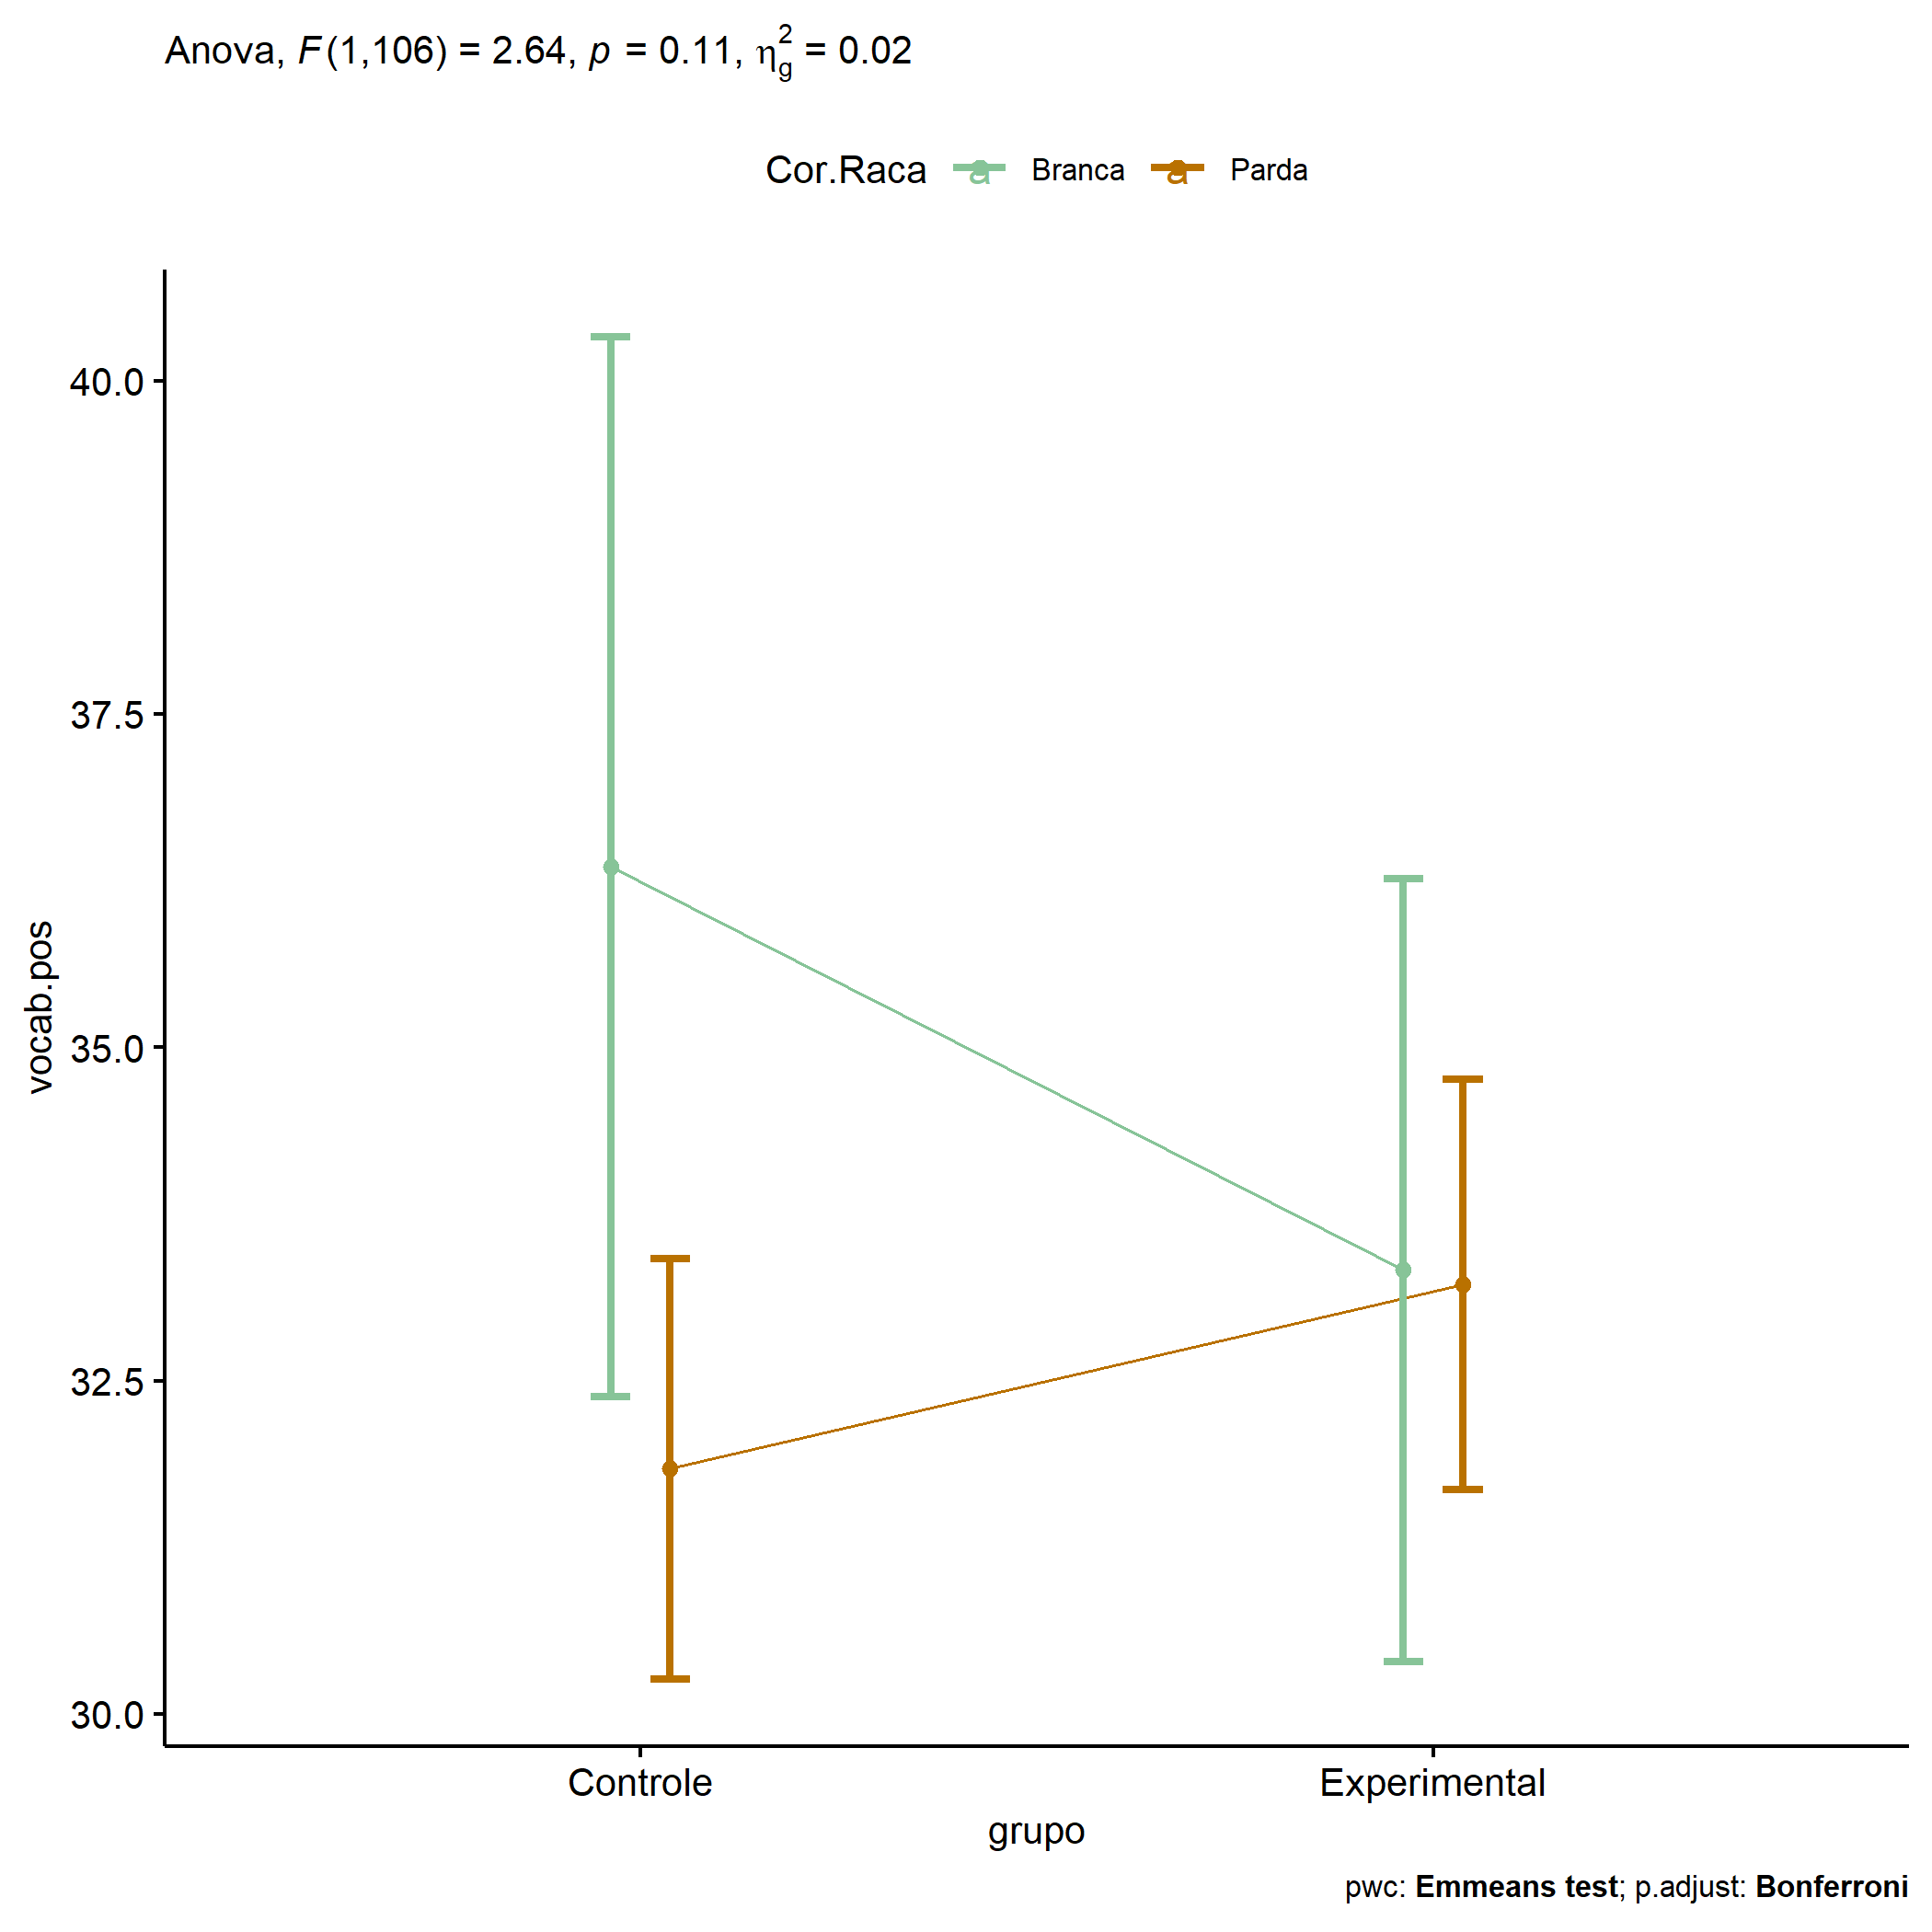 Anova, F(1,106) = 2.64, p = 0.11, η²g = 0.02
Cor.Raca a Branca a Parda
40.0
37.5
35.0
32.5
30.0
vocab.pos
Controle Experimental
grupo
pwc: Emmeans test; p.adjust: Bonferroni